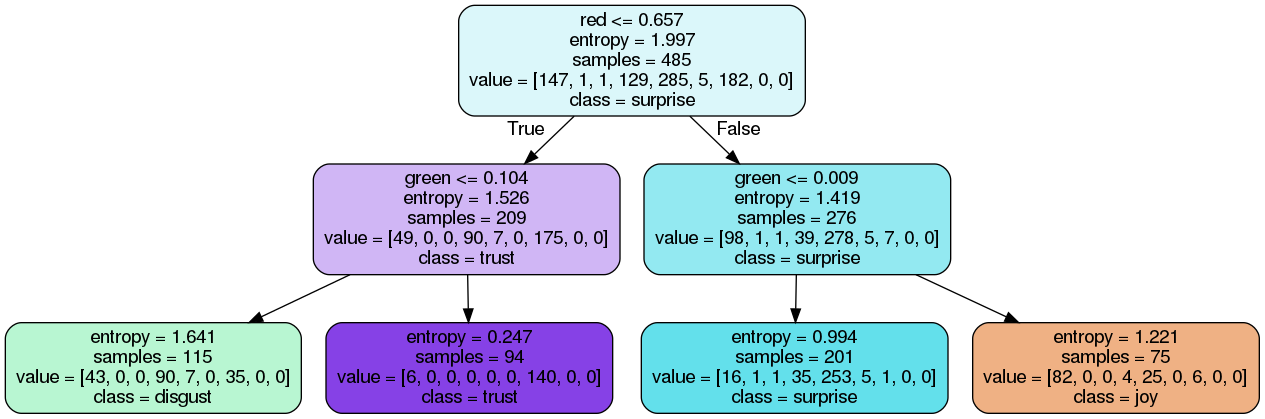 red <= 0.657
entropy = 1.997
samples = 485
value = [147, 1, 1, 129, 285, 5, 182, 0, 0]
class = surprise
True
False
green <= 0.104
entropy = 1.526
samples = 209
value = [49, 0, 0, 90, 7, 0, 175, 0, 0]
class = trust
green <= 0.009
entropy = 1.419
samples = 276
value = [98, 1, 1, 39, 278, 5, 7, 0, 0]
class = surprise
entropy = 1.641
samples = 115
value = [43, 0, 0, 90, 7, 0, 35, 0, 0]
class = disgust
entropy = 0.247
samples = 94
value = [6, 0, 0, 0, 0, 0, 140, 0, 0]
class = trust
entropy = 0.994
samples = 201
value = [16, 1, 1, 35, 253, 5, 1, 0, 0]
class = surprise
entropy = 1.221
samples = 75
value = [82, 0, 0, 4, 25, 0, 6, 0, 0]
class = joy